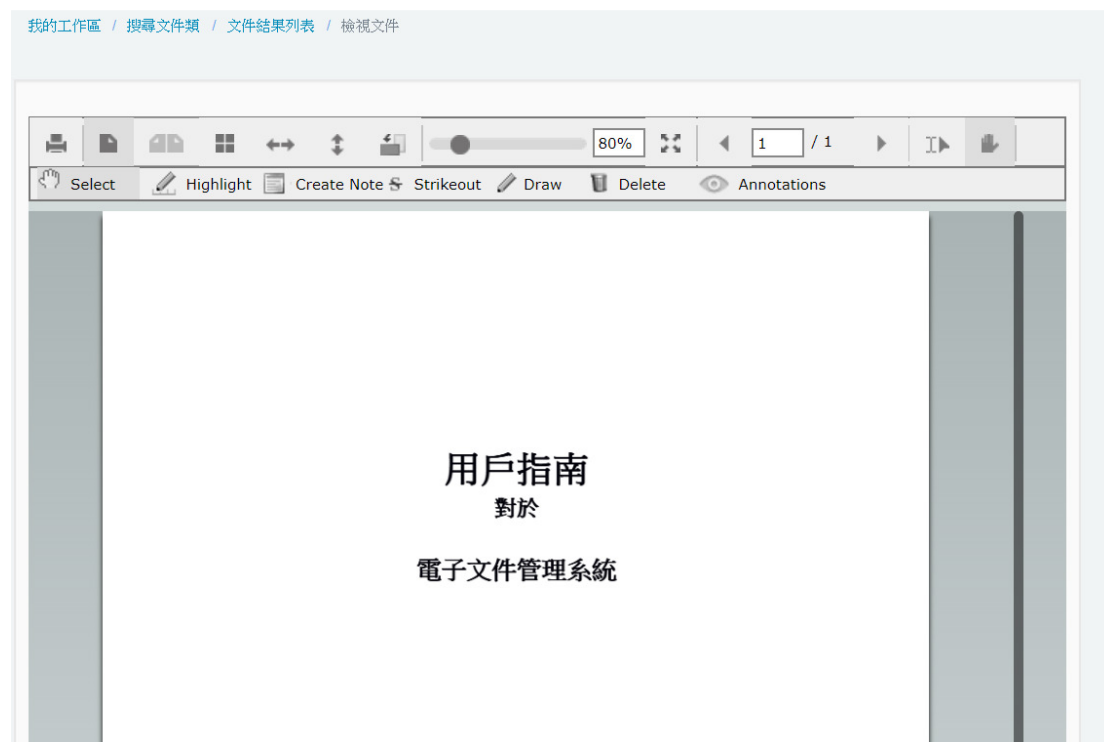 我的工作區 / 搜尋文件類 / 文件結果列表 / 檢視文件
80% 1 / 1
Select Highlight Create Note Strikeout Draw Delete Annotations
用戶指南
對於
電子文件管理系統